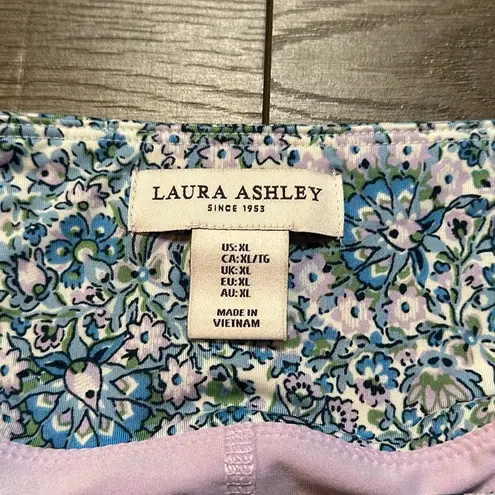 LAURA ASHLEY
SINCE 1953
US:XL
CA:XL/TG
UK:XL
EU:XL
AU:XL
MADE IN
VIETNAM